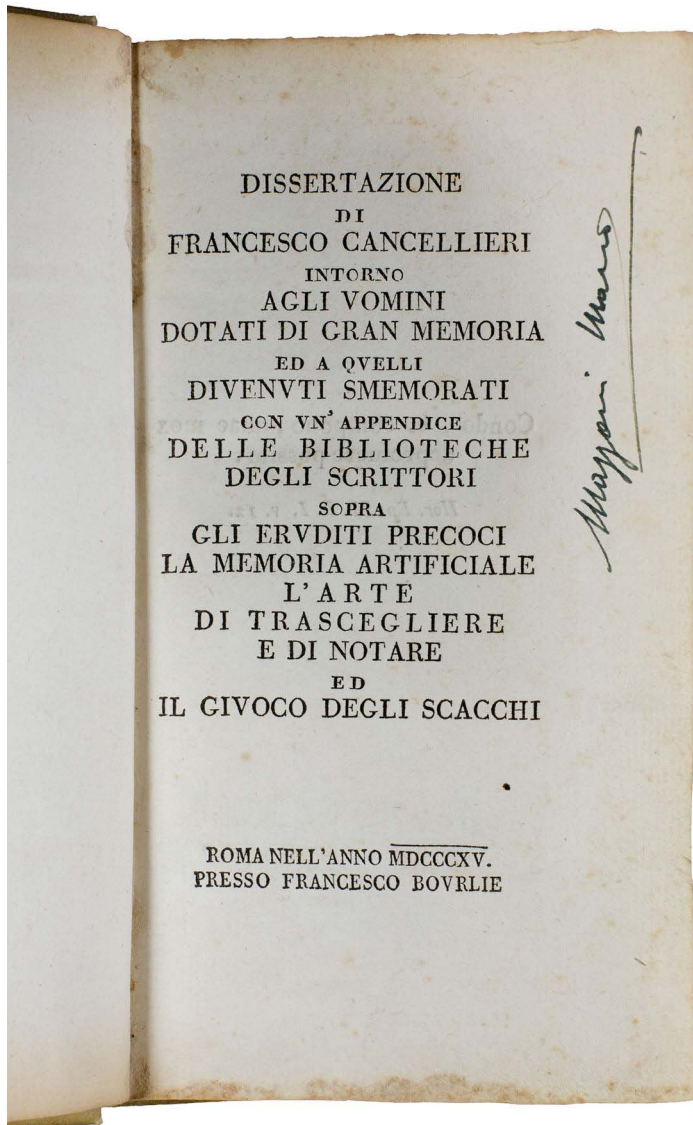 DISSERTAZIONE
DI
FRANCESCO CANCELLIERI
INTORNO
AGLI VOMINI
DOTATI DI GRAN MEMORIA
ED A QVELLI
DIVENVTI SMEMORATI
CON VN' APPENDICE
DELLE BIBLIOTECHE
DEGLI SCRITTORI
SOPRA
GLI ERVDITI PRECOCI
LA MEMORIA ARTIFICIALE
L'ARTE
DI TRASCEGLIERE
E DI NOTARE
ED
IL GIVOCO DEGLI SCACCHI
ROMA NELL'ANNO MDCCCXV.
PRESSO FRANCESCO BOVRLIE
Mario